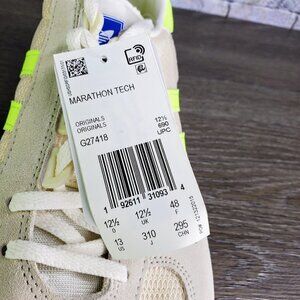 RFID
MARATHON TECH
ORIGINALS
ORIGINALS
G27418
12½
690
UPC
1 92611 31093 4
12½ 12½ 48
D UK F
13 310 295
US J CHN